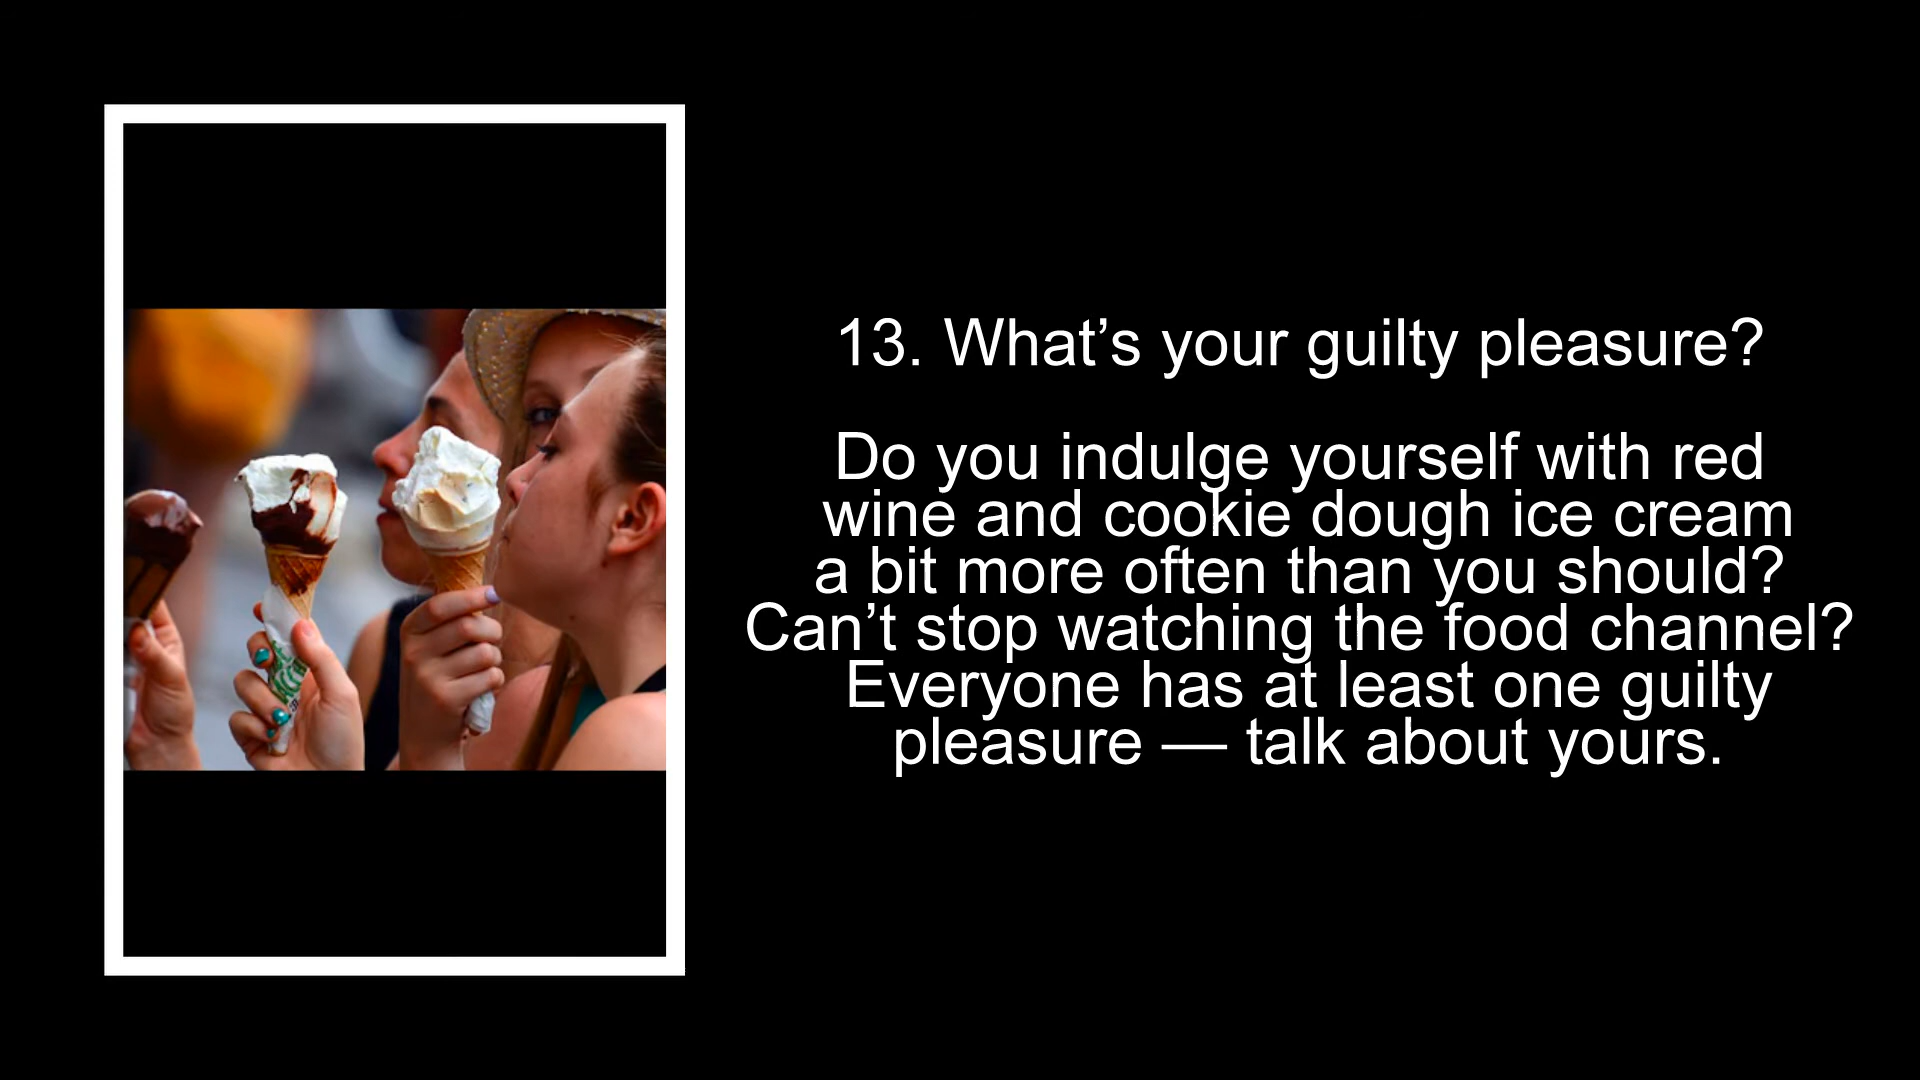 13. What’s your guilty pleasure?
Do you indulge yourself with red
wine and cookie dough ice cream
a bit more often than you should?
Can’t stop watching the food channel?
Everyone has at least one guilty
pleasure — talk about yours.